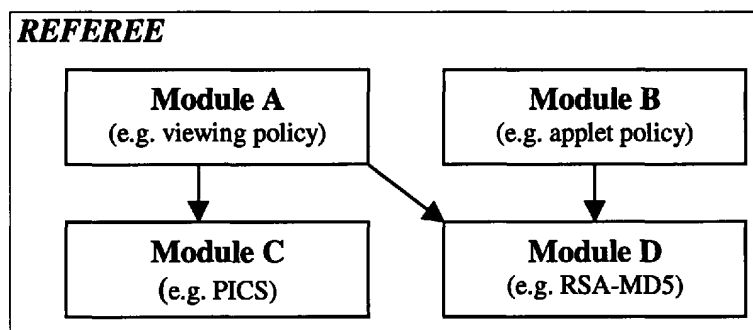 REFEREE
Module A
(e.g. viewing policy)
Module B
(e.g. applet policy)
Module C
(e.g. PICS)
Module D
(e.g. RSA-MD5)